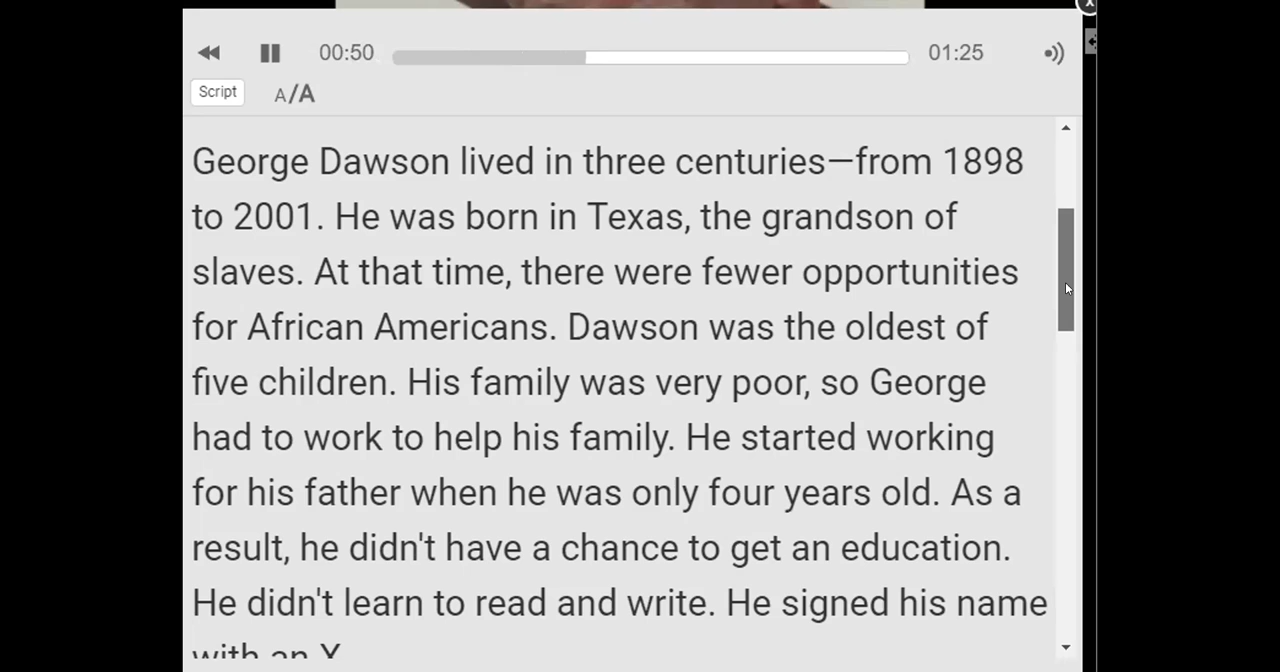 00:50
01:25
Script
A/A
George Dawson lived in three centuries—from 1898
to 2001. He was born in Texas, the grandson of
slaves. At that time, there were fewer opportunities
for African Americans. Dawson was the oldest of
five children. His family was very poor, so George
had to work to help his family. He started working
for his father when he was only four years old. As a
result, he didn't have a chance to get an education.
He didn't learn to read and write. He signed his name
with an X